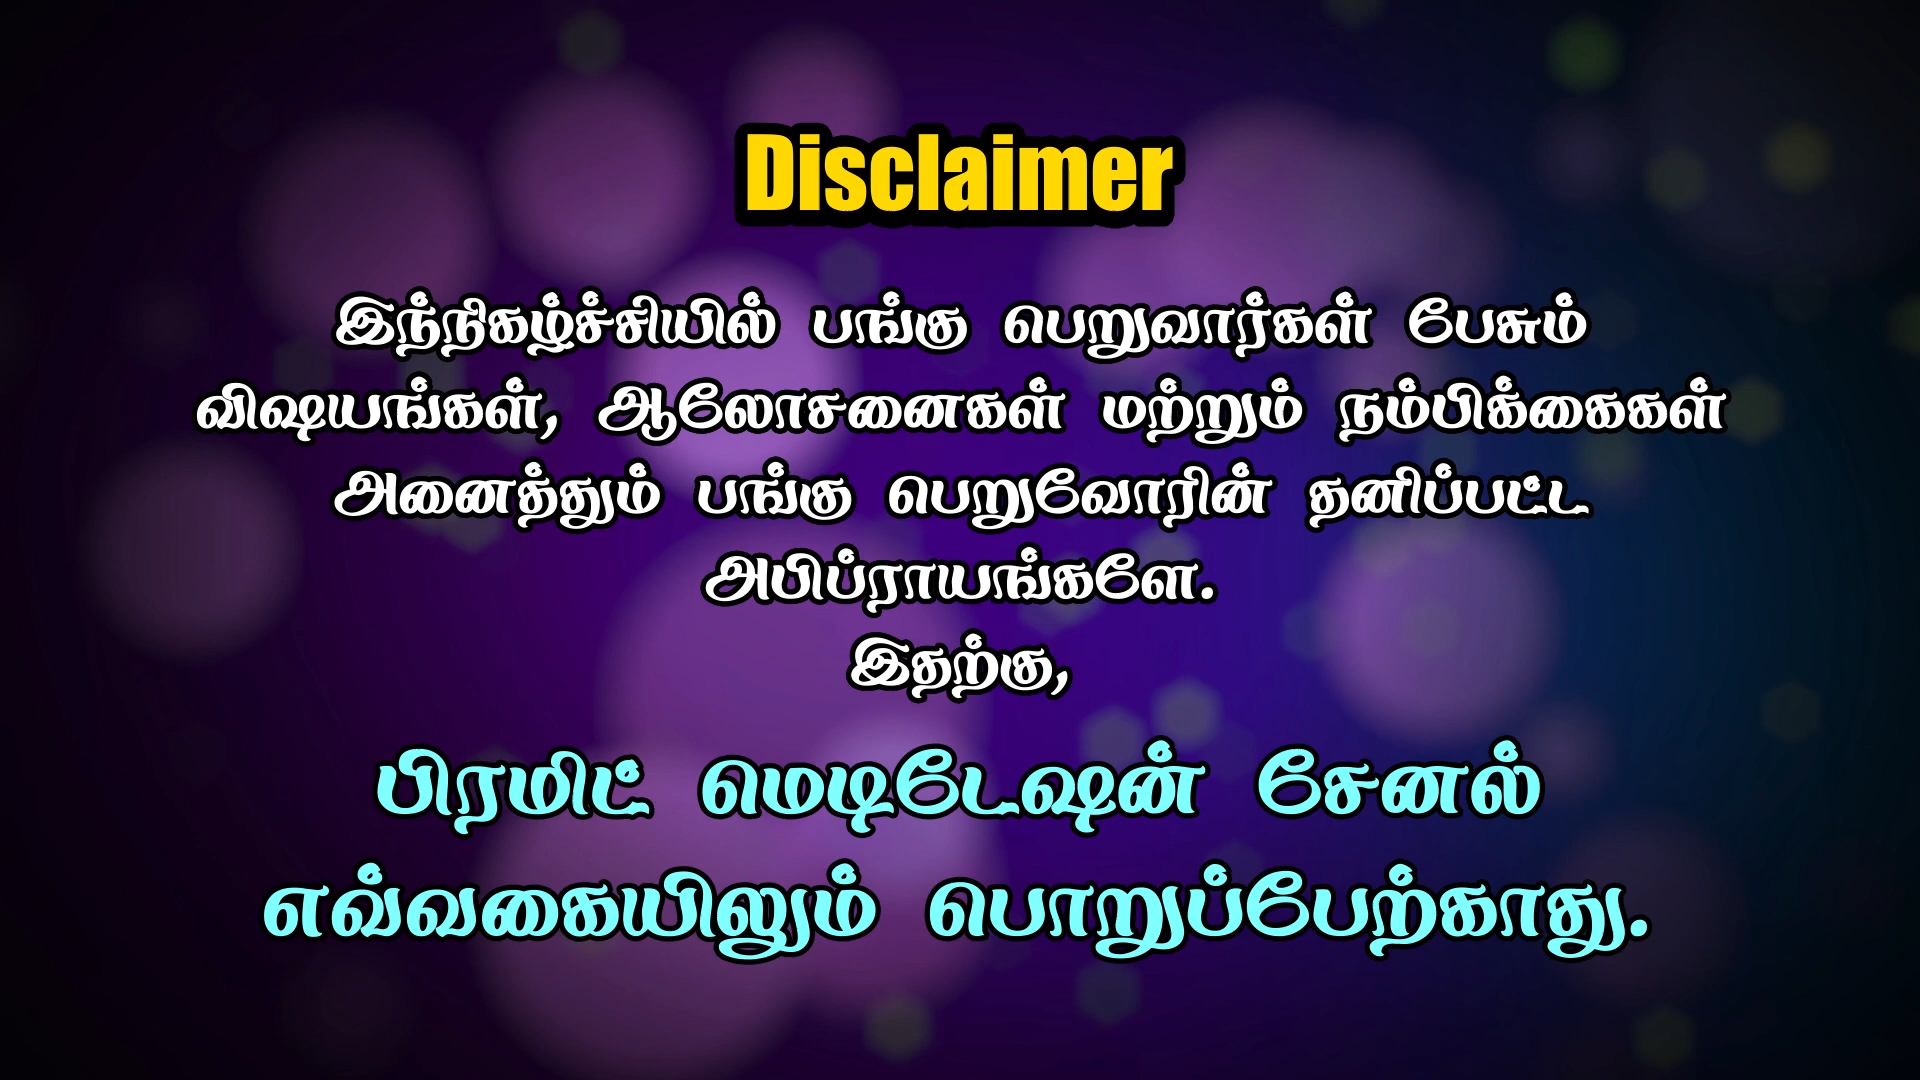 Disclaimer
இந்நிகழ்ச்சியில் பங்கு பெறுவார்கள் பேசும்
விஷயங்கள், ஆலோசனைகள் மற்றும் நம்பிக்கைகள்
அனைத்தும் பங்கு பெறுவோரின் தனிப்பட்ட
அபிப்ராயங்களே.
இதற்கு,
பிரமிட் மெடிடேஷன் சேனல்
எவ்வகையிலும் பொறுப்பேற்காது.